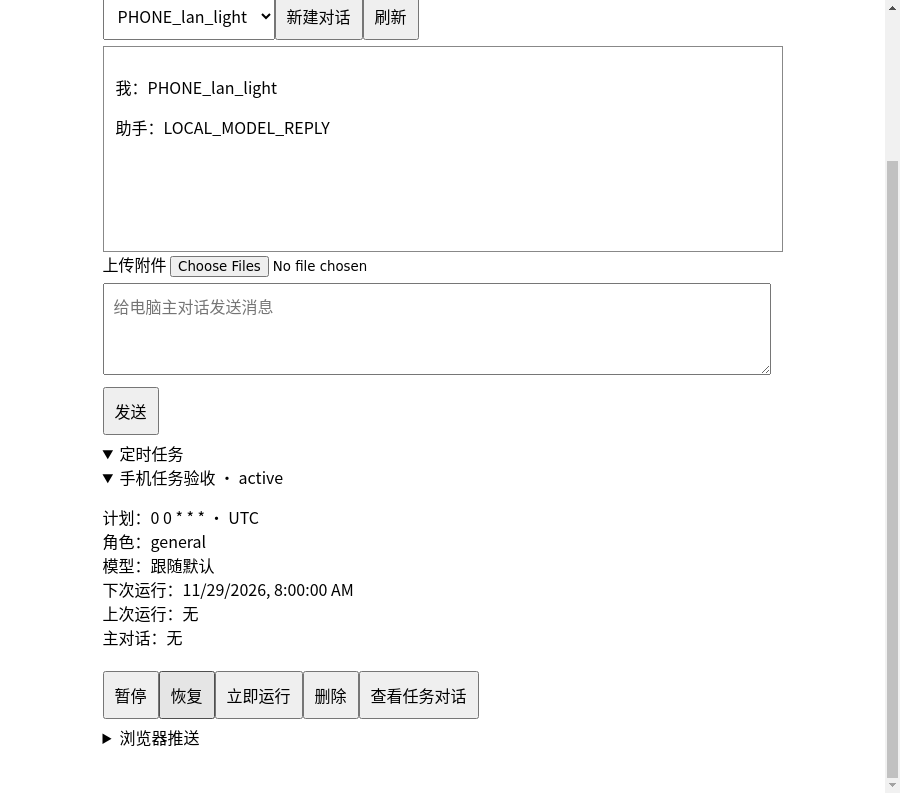 PHONE_lan_light 新建对话 刷新
我：PHONE_lan_light
助手：LOCAL_MODEL_REPLY
上传附件 Choose Files No file chosen
给电脑主对话发送消息
发送
▼ 定时任务
▼ 手机任务验收 · active
计划：0 0 * * * · UTC
角色：general
模型：跟随默认
下次运行：11/29/2026, 8:00:00 AM
上次运行：无
主对话：无
暂停 恢复 立即运行 删除 查看任务对话
▶ 浏览器推送